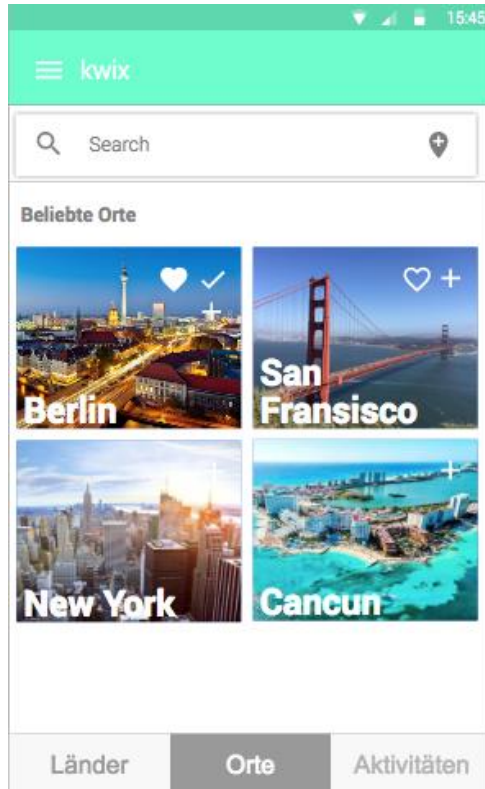 15:45
kwix
Search
Beliebte Orte
Berlin
San
Fransisco
New York
Cancun
Länder
Orte
Aktivitäten